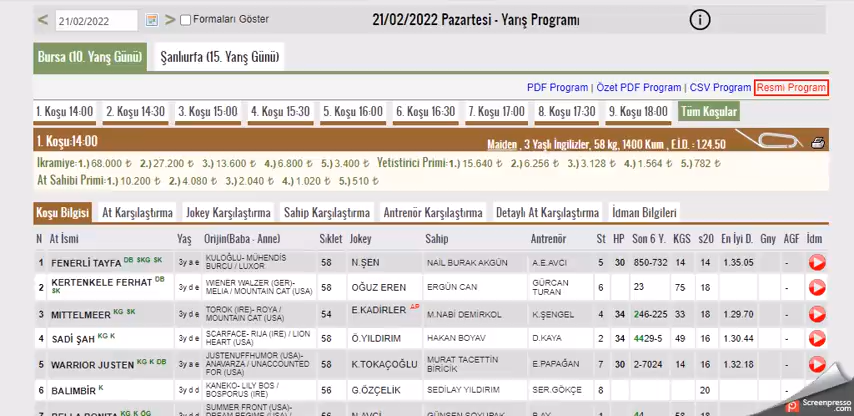 < 21/02/2022 > Formaları Göster 21/02/2022 Pazartesi - Yarış Programı
Bursa (10. Yarış Günü) Şanlıurfa (15. Yarış Günü)
PDF Program | Özet PDF Program | CSV Program Resmi Program
1. Koşu 14:00 2. Koşu 14:30 3. Koşu 15:00 4. Koşu 15:30 5. Koşu 16:00 6. Koşu 16:30 7. Koşu 17:00 8. Koşu 17:30 9. Koşu 18:00 Tüm Koşular
1. Koşu:14:00 Maiden , 3 Yaşlı İngilizler, 58 kg, 1400 Kum , E.İ.D. : 1.24.50
Ikramiye: 1.) 68.000 ₺ 2.) 27.200 ₺ 3.) 13.600 ₺ 4.) 6.800 ₺ 5.) 3.400 ₺ Yetistirici Primi: 1.) 15.640 ₺ 2.) 6.256 ₺ 3.) 3.128 ₺ 4.) 1.564 ₺ 5.) 782 ₺
At Sahibi Primi: 1.) 10.200 ₺ 2.) 4.080 ₺ 3.) 2.040 ₺ 4.) 1.020 ₺ 5.) 510 ₺
Koşu Bilgisi At Karşılaştırma Jokey Karşılaştırma Sahip Karşılaştırma Antrenör Karşılaştırma Detaylı At Karşılaştırma İdman Bilgileri
N At İsmi Yaş Orijin(Baba - Anne) Sıklet Jokey Sahip Antrenör St HP Son 6 Y. KGS s20 En İyi D. Gny AGF İdm
1 FENERLİ TAYFA DB SKG SK 3y a e KULOĞLU- MÜHENDİS BURCU / LUXOR 58 N.ŞEN NAİL BURAK AKGÜN A.E.AVCI 5 30 850-732 14 14 1.35.05 -
2 KERTENKELE FERHAT DB SK 3y d e WIENER WALZER (GER)- MELIA / MOUNTAIN CAT (USA) 58 OĞUZ EREN ERGÜN CAN GÜRCAN TURAN 6 23 75 18 -
3 MITTELMEER KG SK 3y d e TOROK (IRE)- ROYA / MOUNTAIN CAT (USA) 54 E.KADİRLER AP M.NABİ DEMİRKOL K.ŞENGEL 4 34 246-225 33 18 1.29.70 -
4 SADİ ŞAH KG K 3y d e SCARFACE- RIJA (IRE) / LION HEART (USA) 58 Ö.YILDIRIM HAKAN BOYAV D.KAYA 2 34 4429-5 49 16 1.30.44 -
5 WARRIOR JUSTEN KG K DB 3y d e JUSTENUFFHUMOR (USA)- ANAVARZA / UNACCOUNTED FOR (USA) 58 K.TOKAÇOĞLU MURAT TACETTİN BİRİCİK E.PAPAĞAN 7 30 2-7024 14 16 1.32.18 -
6 BALIMBİR K 3y d d KANEKO- LILY BOS / BOSPORUS (IRE) 56 G.ÖZÇELİK SEDİLAY YILDIRIM SER.GÖKÇE 8 20
SUMMER FRONT (USA)-
Screenpresso
.com